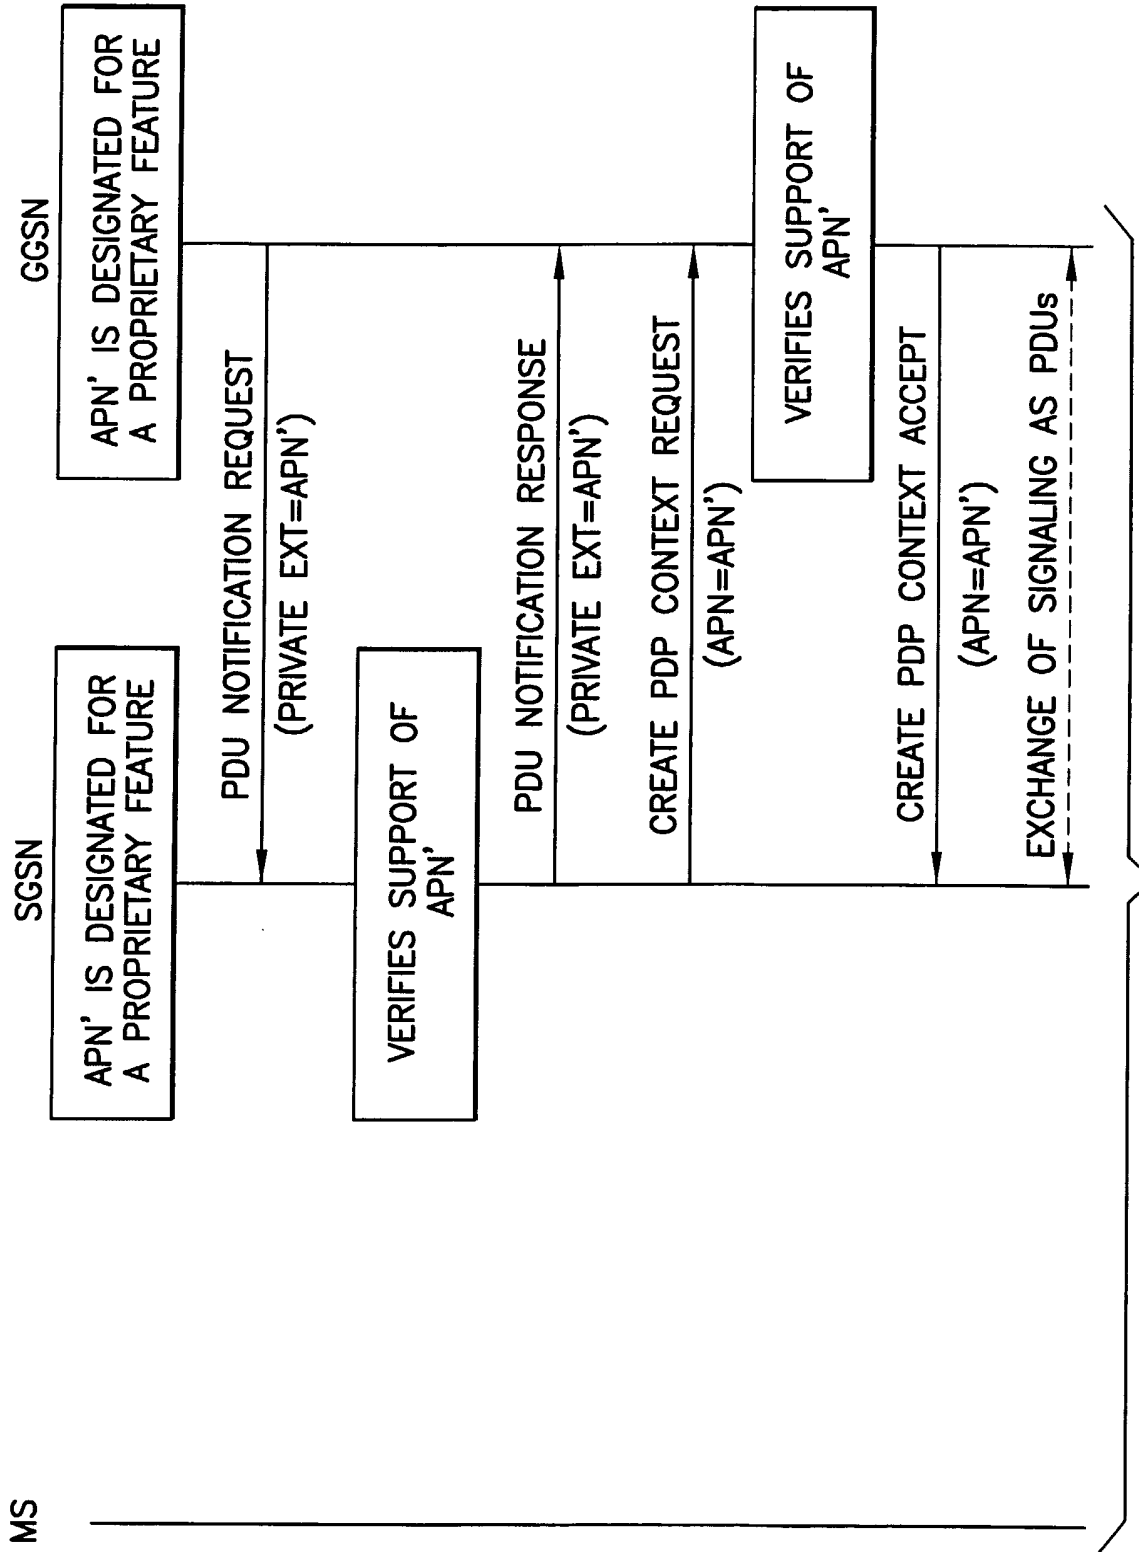 MS
SGSN
GGSN
APN' IS DESIGNATED FOR
A PROPRIETARY FEATURE
APN' IS DESIGNATED FOR
A PROPRIETARY FEATURE
PDU NOTIFICATION REQUEST
(PRIVATE EXT=APN')
VERIFIES SUPPORT OF
APN'
PDU NOTIFICATION RESPONSE
(PRIVATE EXT=APN')
CREATE PDP CONTEXT REQUEST
(APN=APN')
VERIFIES SUPPORT OF
APN'
CREATE PDP CONTEXT ACCEPT
(APN=APN')
EXCHANGE OF SIGNALING AS PDUs